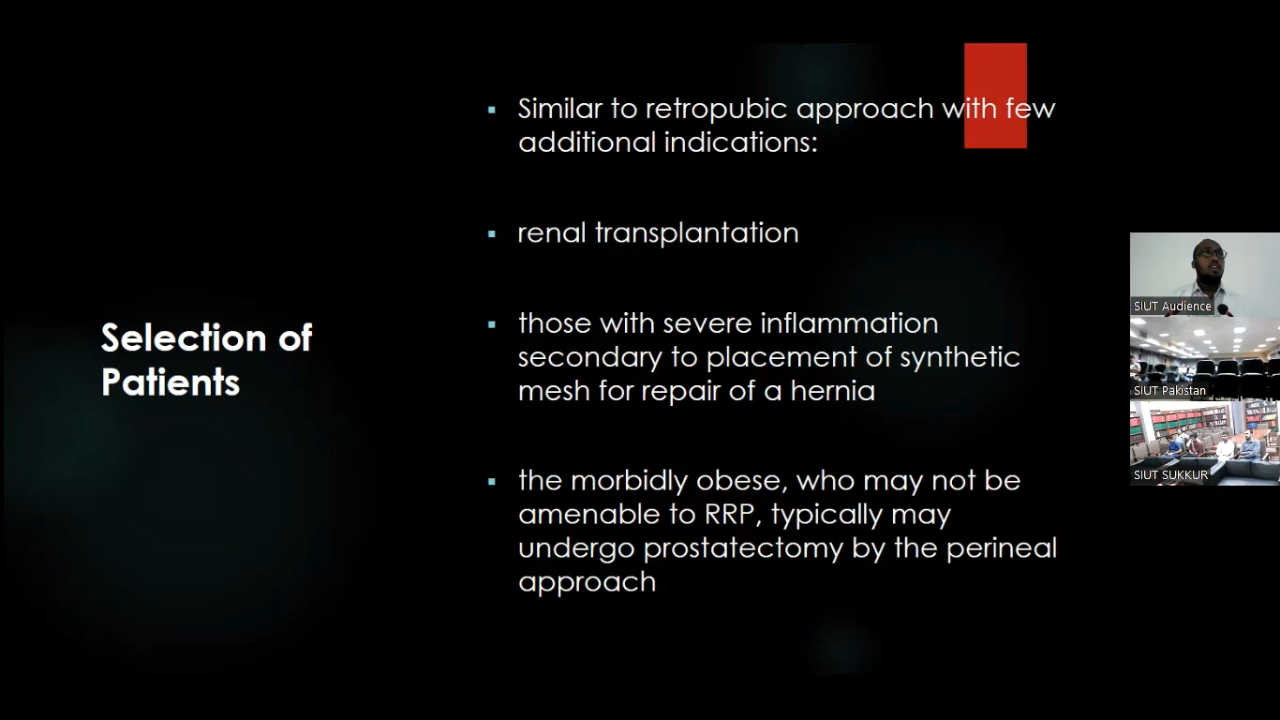 Selection of
Patients
Similar to retropubic approach with few
additional indications:
renal transplantation
those with severe inflammation
secondary to placement of synthetic
mesh for repair of a hernia
the morbidly obese, who may not be
amenable to RRP, typically may
undergo prostatectomy by the perineal
approach
SIUT Audience
SIUT Pakistan
SIUT SUKKUR